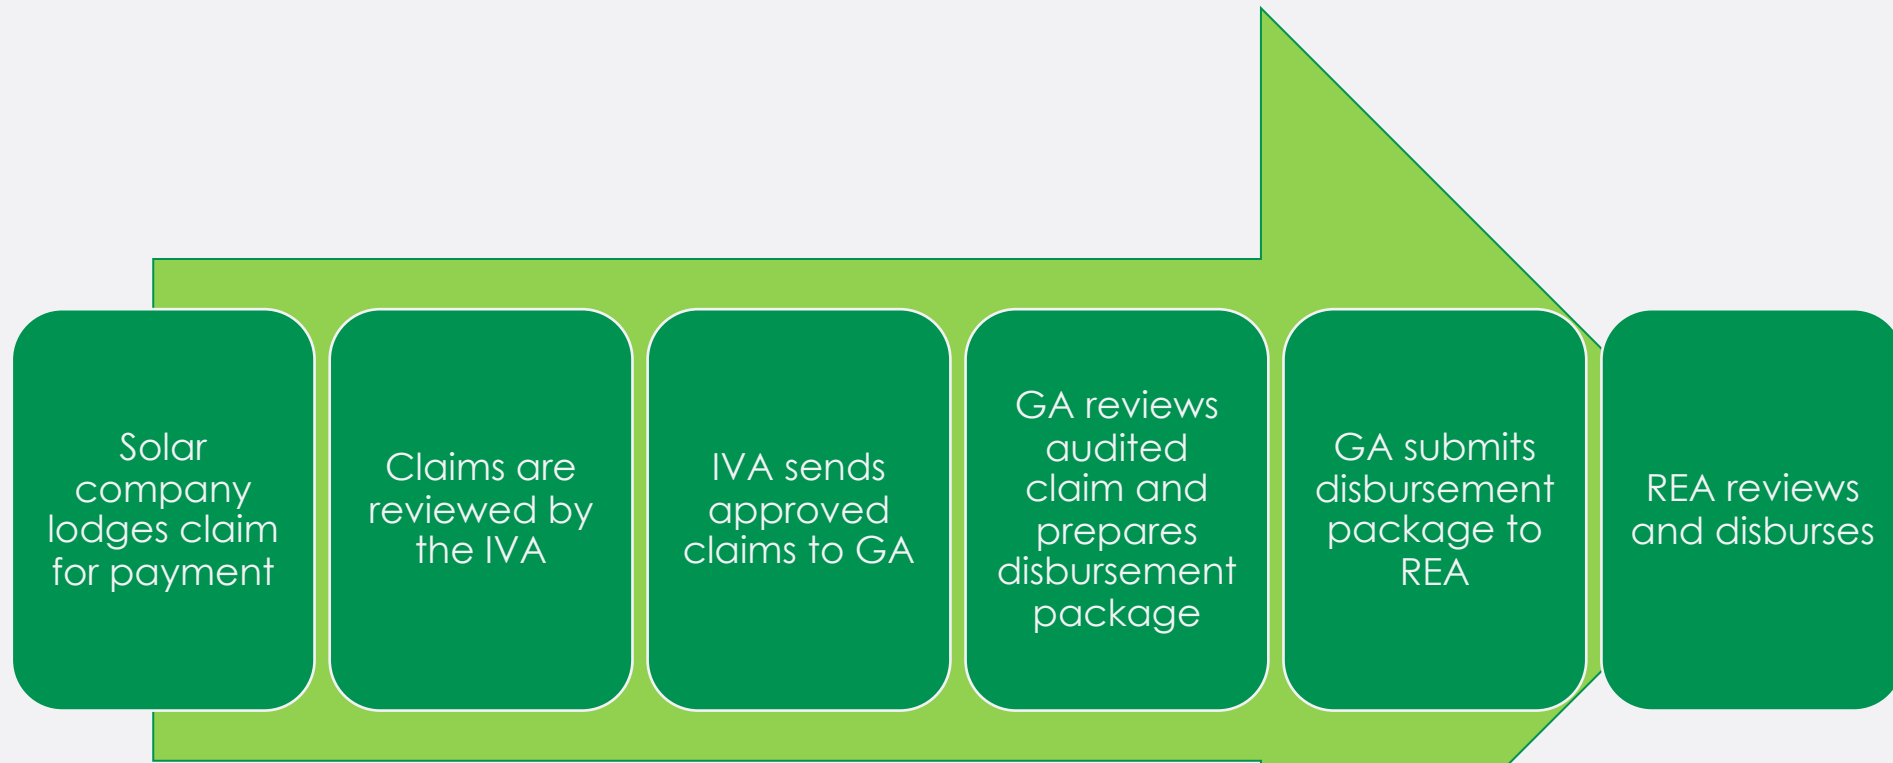 Solar
company
lodges claim
for payment
Claims are
reviewed by
the IVA
IVA sends
approved
claims to GA
GA reviews
audited
claim and
prepares
disbursement
package
GA submits
disbursement
package to
REA
REA reviews
and disburses